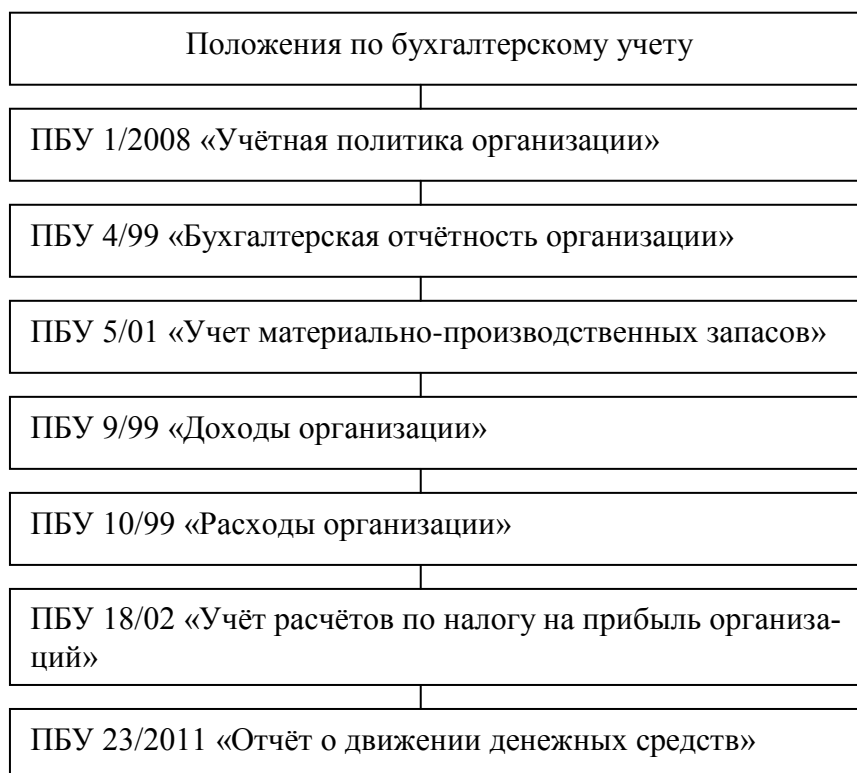 Положения по бухгалтерскому учету
ПБУ 1/2008 «Учётная политика организации»
ПБУ 4/99 «Бухгалтерская отчётность организации»
ПБУ 5/01 «Учет материально-производственных запасов»
ПБУ 9/99 «Доходы организации»
ПБУ 10/99 «Расходы организации»
ПБУ 18/02 «Учёт расчётов по налогу на прибыль организа-
ций»
ПБУ 23/2011 «Отчёт о движении денежных средств»